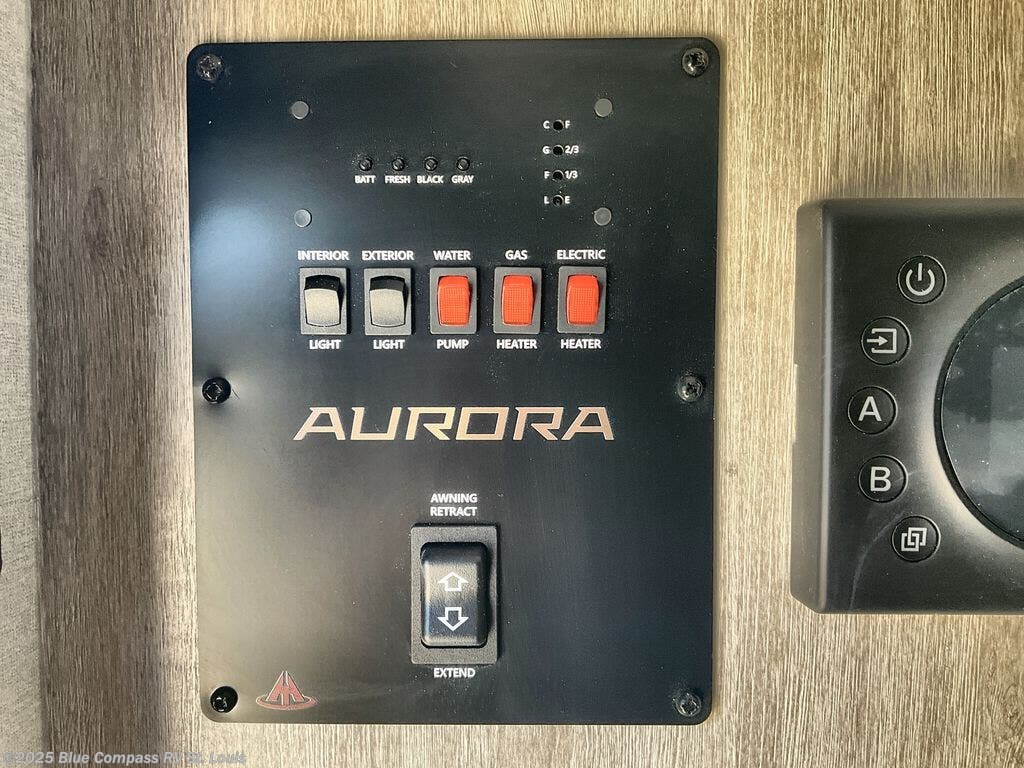 C F
G 2/3
F 1/3
L E
BATT FRESH BLACK GRAY
INTERIOR EXTERIOR WATER GAS ELECTRIC
LIGHT LIGHT PUMP HEATER HEATER
AURORA
A
B
AWNING
RETRACT
EXTEND
©2025 Blue Compass RV St. Louis